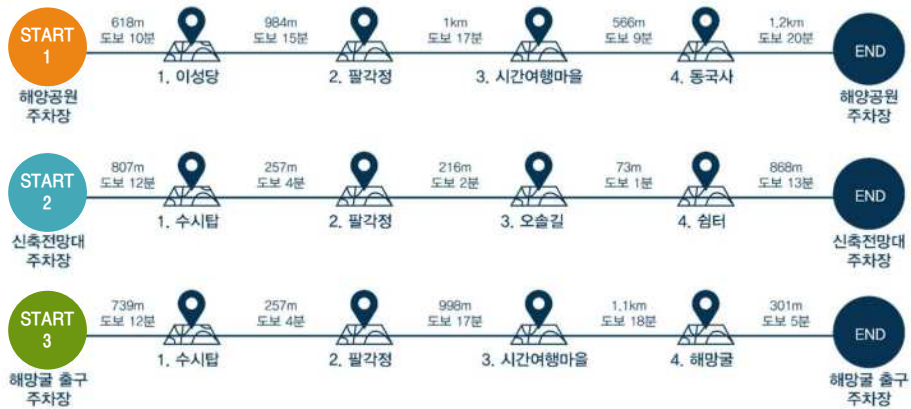 START
1
해양공원
주차장
618m
도보 10분
1. 이성당
984m
도보 15분
2. 팔각정
1km
도보 17분
3. 시간여행마을
566m
도보 9분
4. 동국사
1.2km
도보 20분
END
해양공원
주차장
START
2
신축전망대
주차장
807m
도보 12분
1. 수시탑
257m
도보 4분
2. 팔각정
216m
도보 2분
3. 오솔길
73m
도보 1분
4. 쉼터
868m
도보 13분
END
신축전망대
주차장
START
3
해망굴 출구
주차장
739m
도보 12분
1. 수시탑
257m
도보 4분
2. 팔각정
998m
도보 17분
3. 시간여행마을
1.1km
도보 18분
4. 해망굴
301m
도보 5분
END
해망굴 출구
주차장